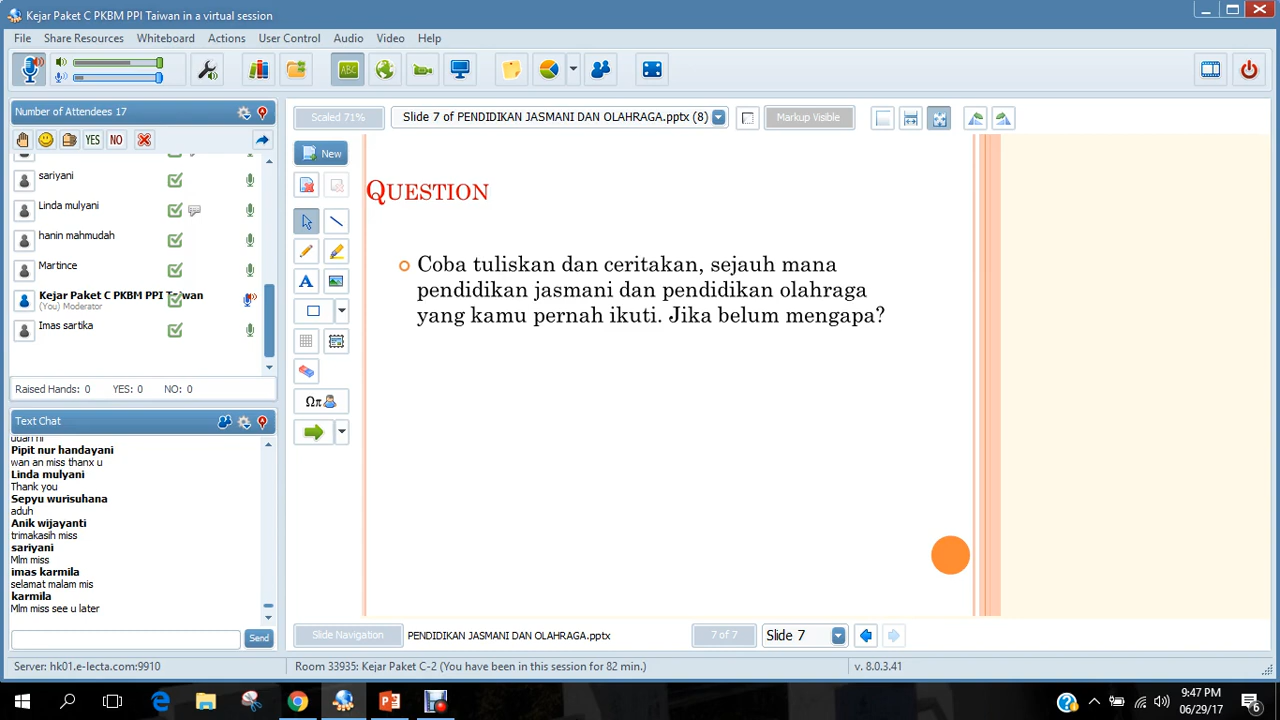 Kejar Paket C PKBM PPI Taiwan in a virtual session
File Share Resources Whiteboard Actions User Control Audio Video Help
ABC
Number of Attendees 17
YES NO
sariyani
Linda mulyani
hanin mahmudah
Martince
Kejar Paket C PKBM PPI Taiwan
(You) Moderator
Imas sartika
Raised Hands: 0 YES: 0 NO: 0
Text Chat
Pipit nur handayani
wan an miss thanx u
Linda mulyani
Thank you
Sepyu wurisuhana
aduh
Anik wijayanti
trimakasih miss
sariyani
Mlm miss
imas karmila
selamat malam mis
karmila
Mlm miss see u later
Send
Scaled 71% Slide 7 of PENDIDIKAN JASMANI DAN OLAHRAGA.pptx (8) Markup Visible
New
A
Ωπ
QUESTION
Coba tuliskan dan ceritakan, sejauh mana
pendidikan jasmani dan pendidikan olahraga
yang kamu pernah ikuti. Jika belum mengapa?
Slide Navigation PENDIDIKAN JASMANI DAN OLAHRAGA.pptx 7 of 7 Slide 7
Server: hk01.e-lecta.com:9910 Room 33935: Kejar Paket C-2 (You have been in this session for 82 min.) v. 8.0.3.41
9:47 PM
06/29/17
6